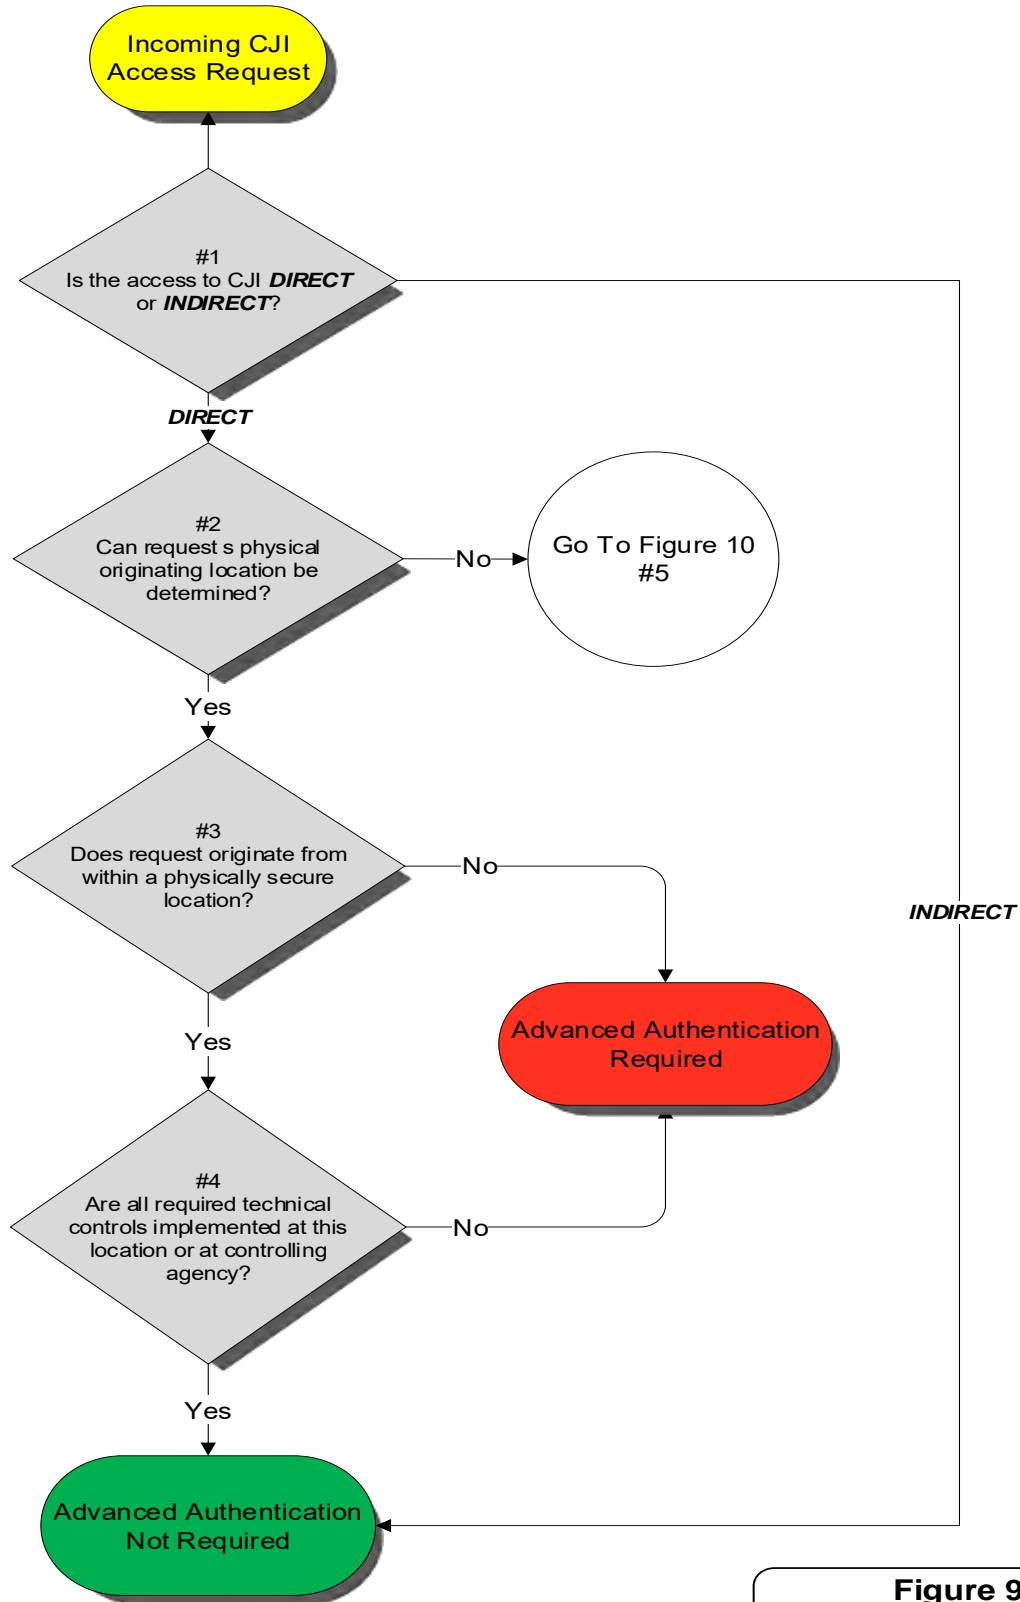 Incoming CJI
Access Request
#1
Is the access to CJI DIRECT
or INDIRECT?
DIRECT
#2
Can request s physical
originating location be
determined?
No
Go To Figure 10
#5
Yes
#3
Does request originate from
within a physically secure
location?
No
INDIRECT
Advanced Authentication
Required
Yes
#4
Are all required technical
controls implemented at this
location or at controlling
agency?
No
Yes
Advanced Authentication
Not Required
Figure 9